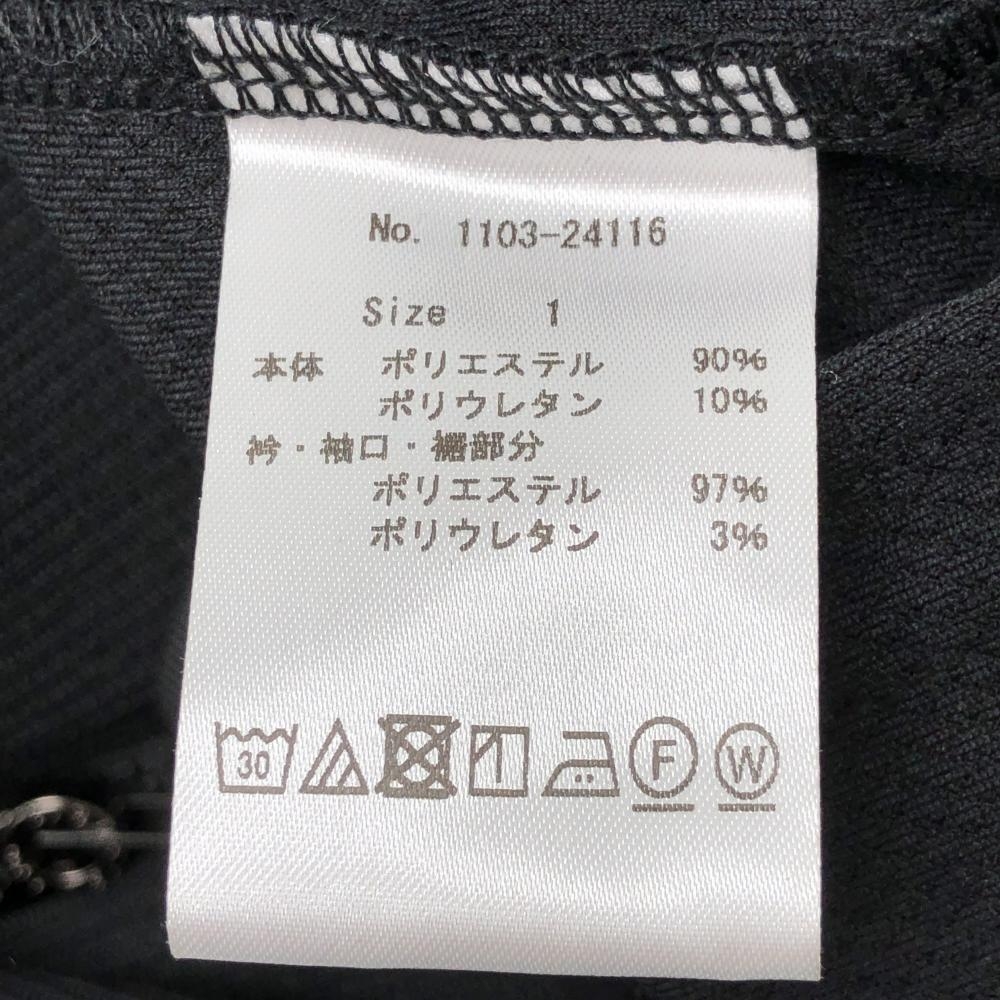 No. 1103-24116
Size 1
本体 ポリエステル 90%
ポリウレタン 10%
衿・袖口・裾部分
ポリエステル 97%
ポリウレタン 3%
30 F W